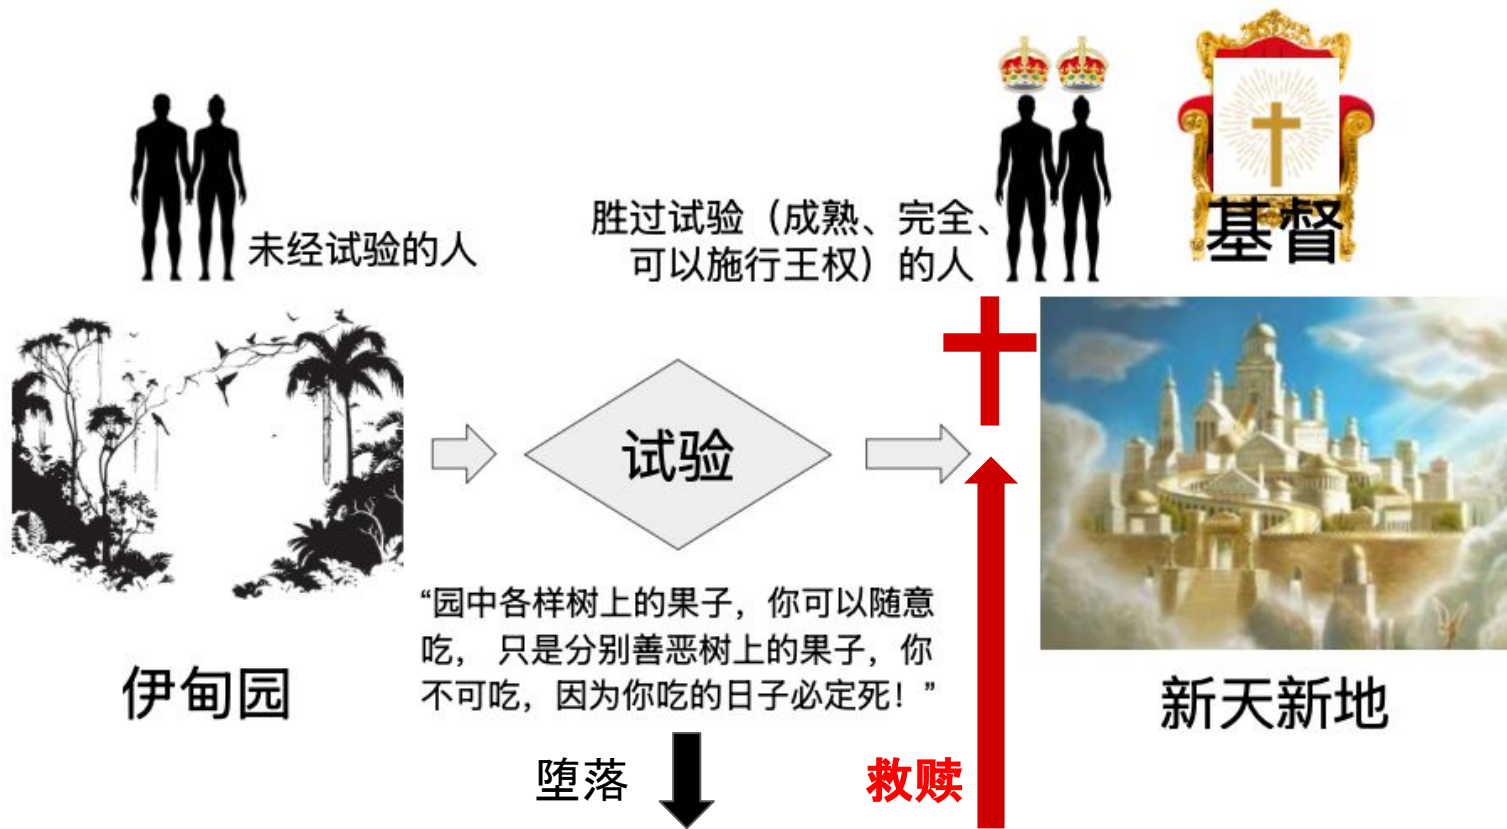 未经试验的人
胜过试验（成熟、完全、
可以施行王权）的人
基督
试验
“园中各样树上的果子，你可以随意
吃， 只是分别善恶树上的果子，你
不可吃，因为你吃的日子必定死！”
伊甸园
新天新地
堕落
救赎